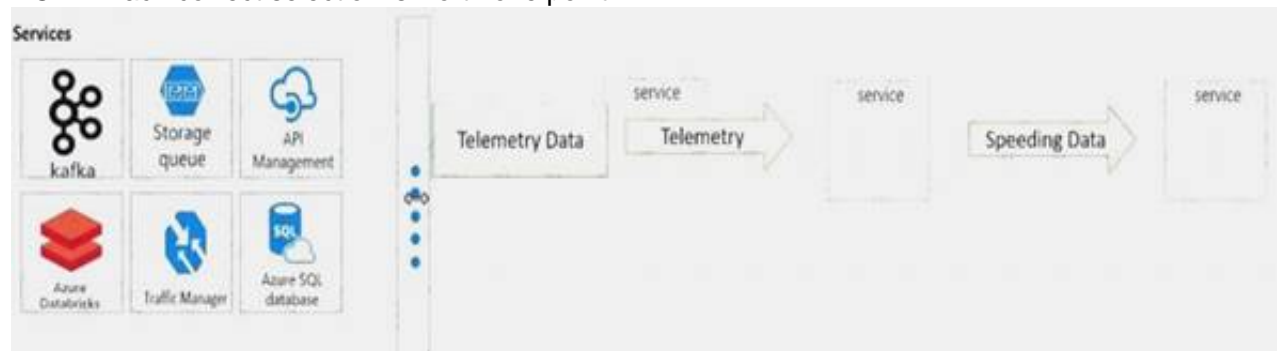 Services
kafka
Storage
queue
API
Management
Azure
Databricks
Traffic Manager
Azure SQL
database
SQL
Telemetry Data
service
Telemetry
service
Speeding Data
service